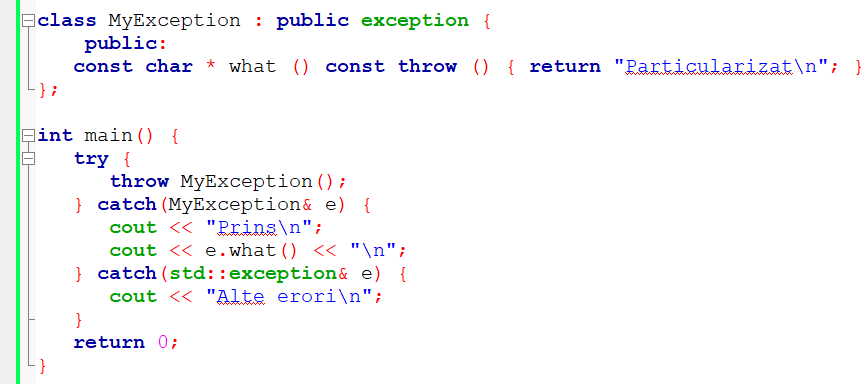 class MyException : public exception {
public:
const char * what () const throw () { return "Particularizat\n"; }
};
int main() {
try {
throw MyException();
} catch(MyException& e) {
cout << "Prins\n";
cout << e.what() << "\n";
} catch(std::exception& e) {
cout << "Alte erori\n";
}
return 0;
}